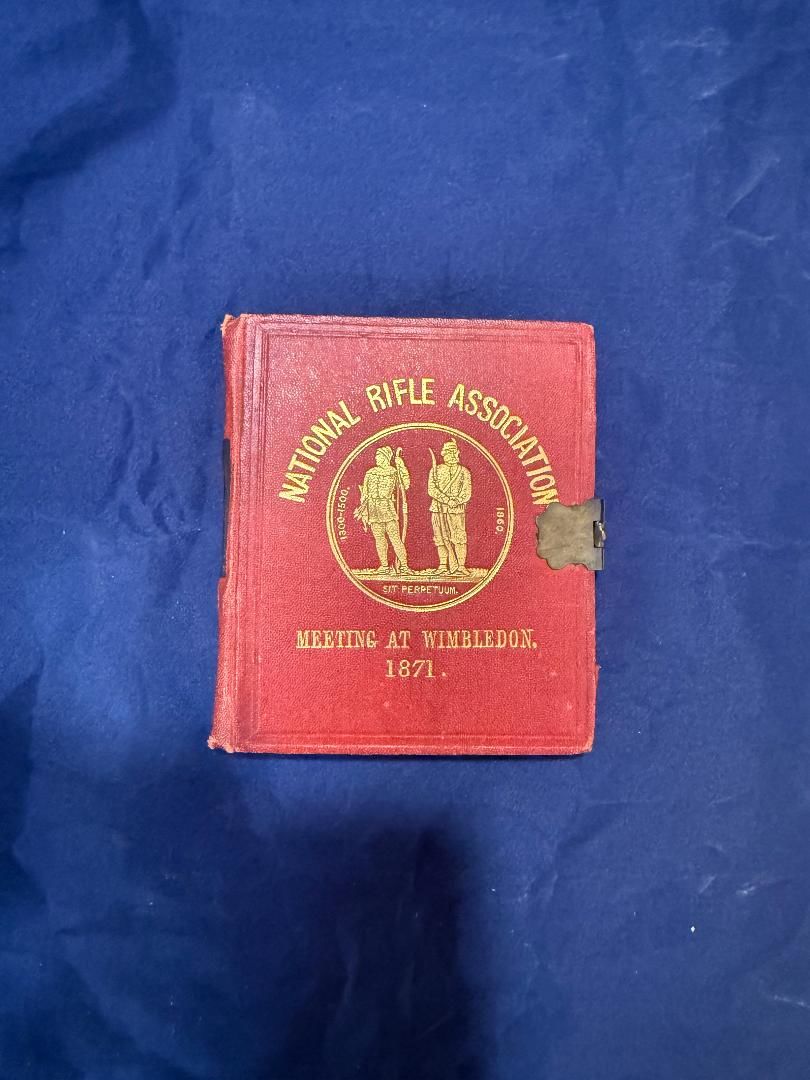 NATIONAL RIFLE ASSOCIATION
1300-1500.
1860.
SIT PERPETUUM.
MEETING AT WIMBLEDON.
1871.